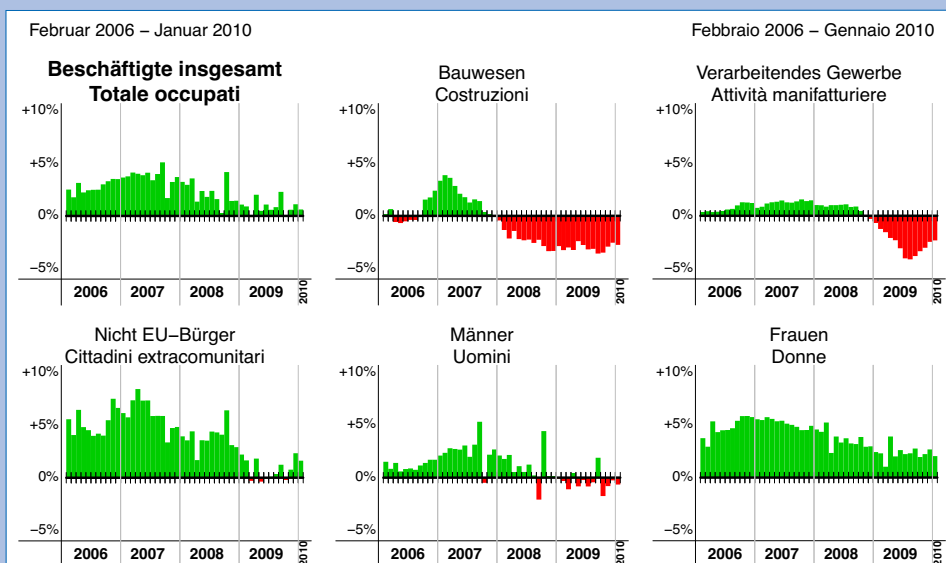 Februar 2006 – Januar 2010
Febbraio 2006 – Gennaio 2010
Beschäftigte insgesamt
Totale occupati
+10%
+5%
0%
−5%
2006 2007 2008 2009 2010
Bauwesen
Costruzioni
+10%
+5%
0%
−5%
2006 2007 2008 2009 2010
Verarbeitendes Gewerbe
Attività manifatturiere
+10%
+5%
0%
−5%
2006 2007 2008 2009 2010
Nicht EU−Bürger
Cittadini extracomunitari
+10%
+5%
0%
−5%
2006 2007 2008 2009 2010
Männer
Uomini
+10%
+5%
0%
−5%
2006 2007 2008 2009 2010
Frauen
Donne
+10%
+5%
0%
−5%
2006 2007 2008 2009 2010